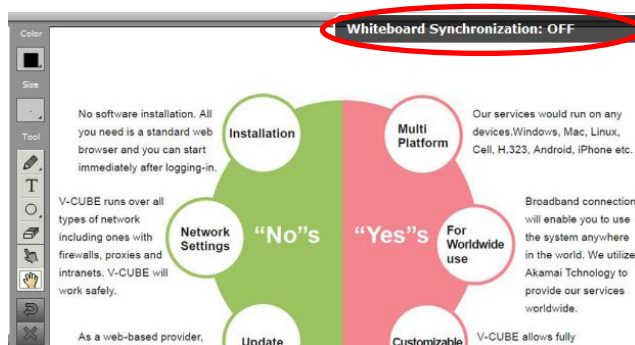 Whiteboard Synchronization: OFF
Color
Size
Tool
T
No software installation. All
you need is a standard web
browser and you can start
immediately after logging-in.
Installation
Multi
Platform
Our services would run on any
devices.Windows, Mac, Linux,
Cell, H.323, Android, iPhone etc.
V-CUBE runs over all
types of network
including ones with
firewalls, proxies and
intranets. V-CUBE will
work safely.
Network
Settings
“No”s
“Yes”s
For
Worldwide
use
Broadband connection
will enable you to use
the system anywhere
in the world. We utilize
Akamai Tchnology to
provide our services
worldwide.
As a web-based provider,
Update
Customizable
V-CUBE allows fully